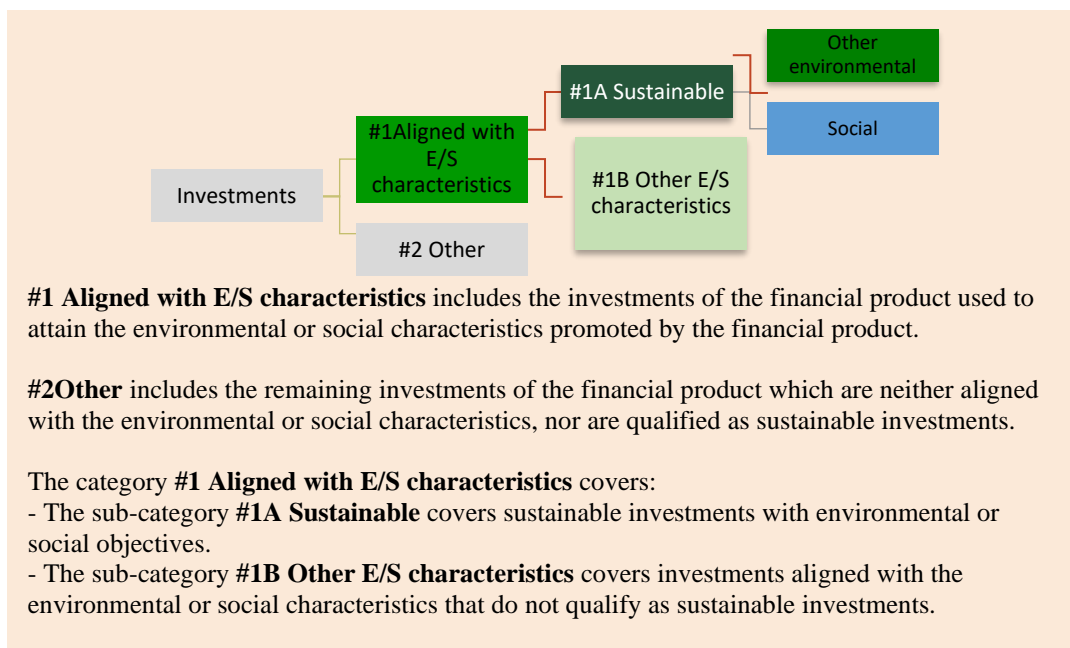 Other
environmental
#1A Sustainable
Social
#1Aligned with
E/S
characteristics
#1B Other E/S
characteristics
Investments
#2 Other
#1 Aligned with E/S characteristics includes the investments of the financial product used to
attain the environmental or social characteristics promoted by the financial product.
#2Other includes the remaining investments of the financial product which are neither aligned
with the environmental or social characteristics, nor are qualified as sustainable investments.
The category #1 Aligned with E/S characteristics covers:
- The sub-category #1A Sustainable covers sustainable investments with environmental or
social objectives.
- The sub-category #1B Other E/S characteristics covers investments aligned with the
environmental or social characteristics that do not qualify as sustainable investments.